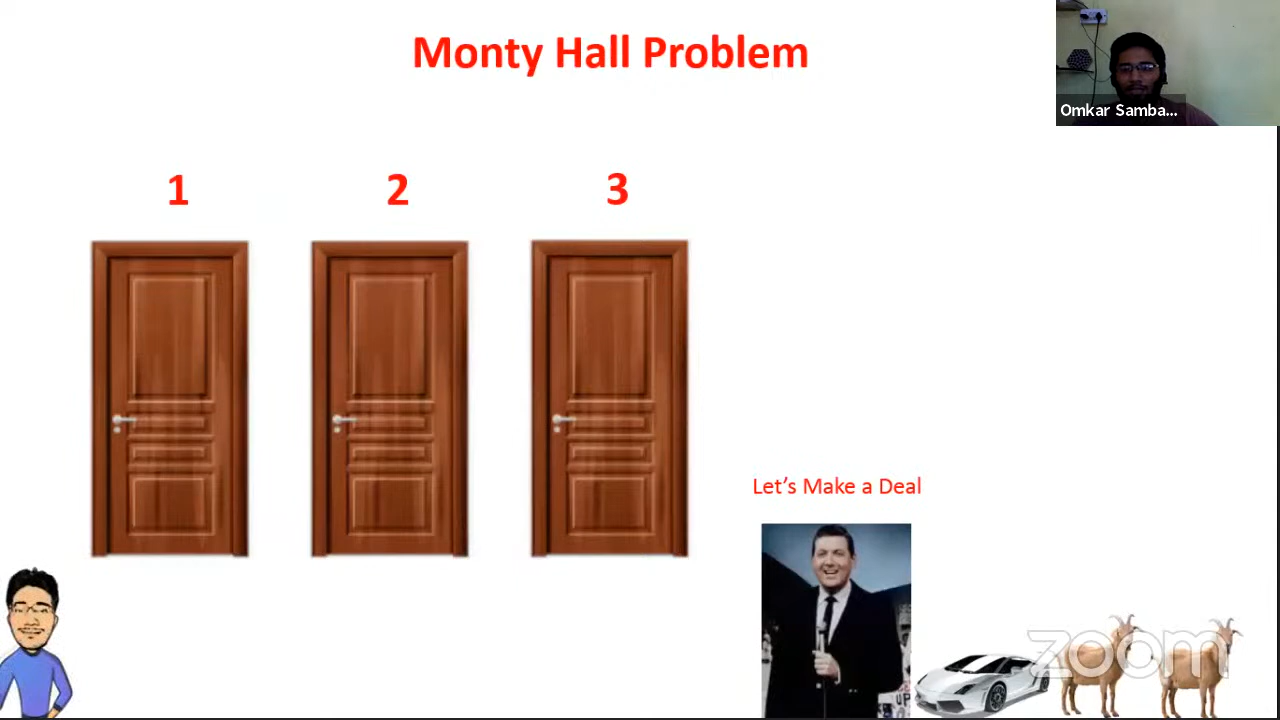 Monty Hall Problem
Omkar Samba...
1 2 3
Let's Make a Deal
zoom